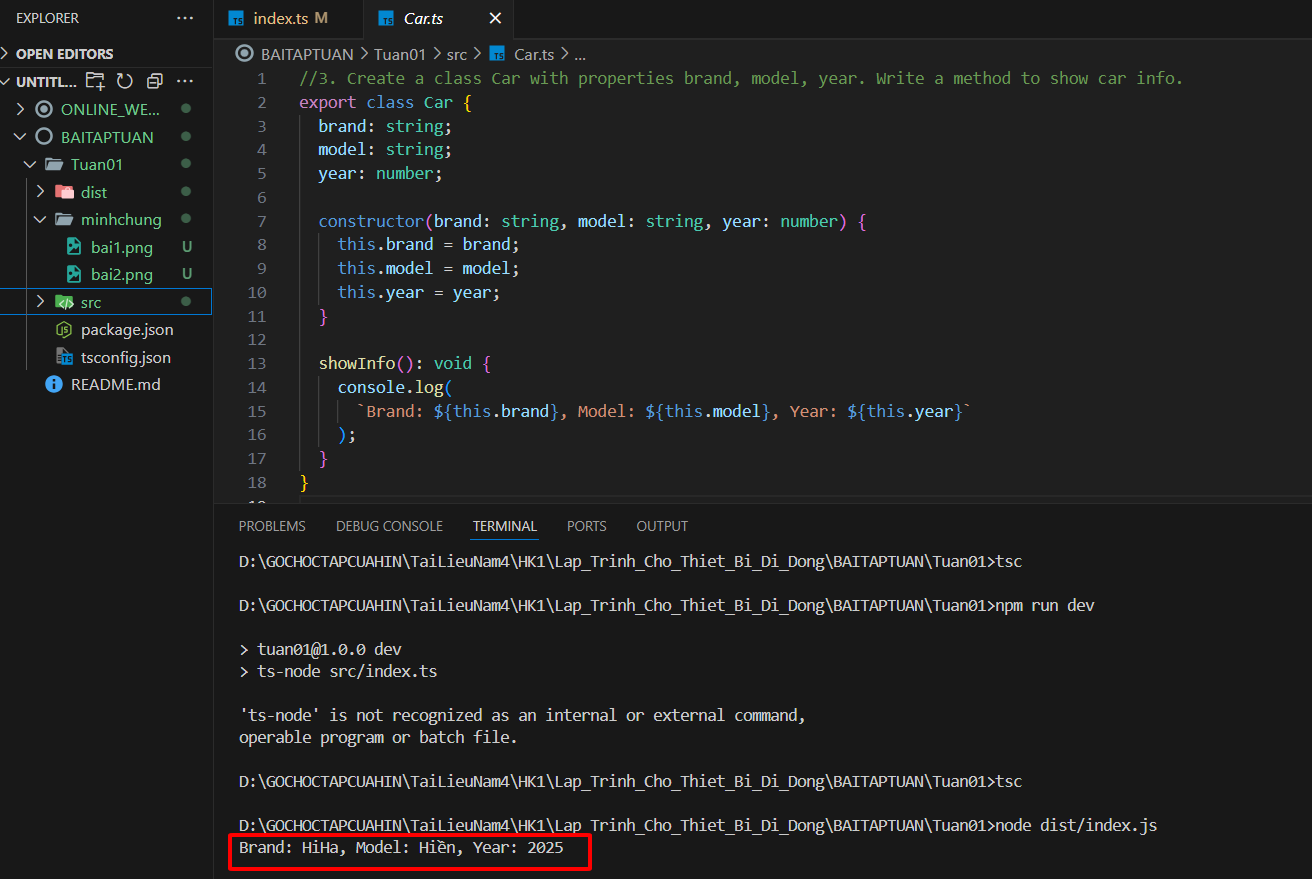 EXPLORER ...
OPEN EDITORS
UNTITL... ...
ONLINE_WE...
BAITAPTUAN
Tuan01
dist
minhchung
bai1.png U
bai2.png U
src
package.json
tsconfig.json
README.md
TS index.ts M
TS Car.ts
BAITAPTUAN > Tuan01 > src > TS Car.ts > ...
1 //3. Create a class Car with properties brand, model, year. Write a method to show car info.
2 export class Car {
3 brand: string;
4 model: string;
5 year: number;
6
7 constructor(brand: string, model: string, year: number) {
8 this.brand = brand;
9 this.model = model;
10 this.year = year;
11 }
12
13 showInfo(): void {
14 console.log(
15 `Brand: ${this.brand}, Model: ${this.model}, Year: ${this.year}`
16 );
17 }
18 }
PROBLEMS DEBUG CONSOLE TERMINAL PORTS OUTPUT
D:\GOCHOCTAPCUAHIN\TaiLieuNam4\HK1\Lap_Trinh_Cho_Thiet_Bi_Di_Dong\BAITAPTUAN\Tuan01>tsc
D:\GOCHOCTAPCUAHIN\TaiLieuNam4\HK1\Lap_Trinh_Cho_Thiet_Bi_Di_Dong\BAITAPTUAN\Tuan01>npm run dev
> tuan01@1.0.0 dev
> ts-node src/index.ts
'ts-node' is not recognized as an internal or external command,
operable program or batch file.
D:\GOCHOCTAPCUAHIN\TaiLieuNam4\HK1\Lap_Trinh_Cho_Thiet_Bi_Di_Dong\BAITAPTUAN\Tuan01>tsc
D:\GOCHOCTAPCUAHIN\TaiLieuNam4\HK1\Lap_Trinh_Cho_Thiet_Bi_Di_Dong\BAITAPTUAN\Tuan01>node dist/index.js
Brand: HiHa, Model: Hiền, Year: 2025